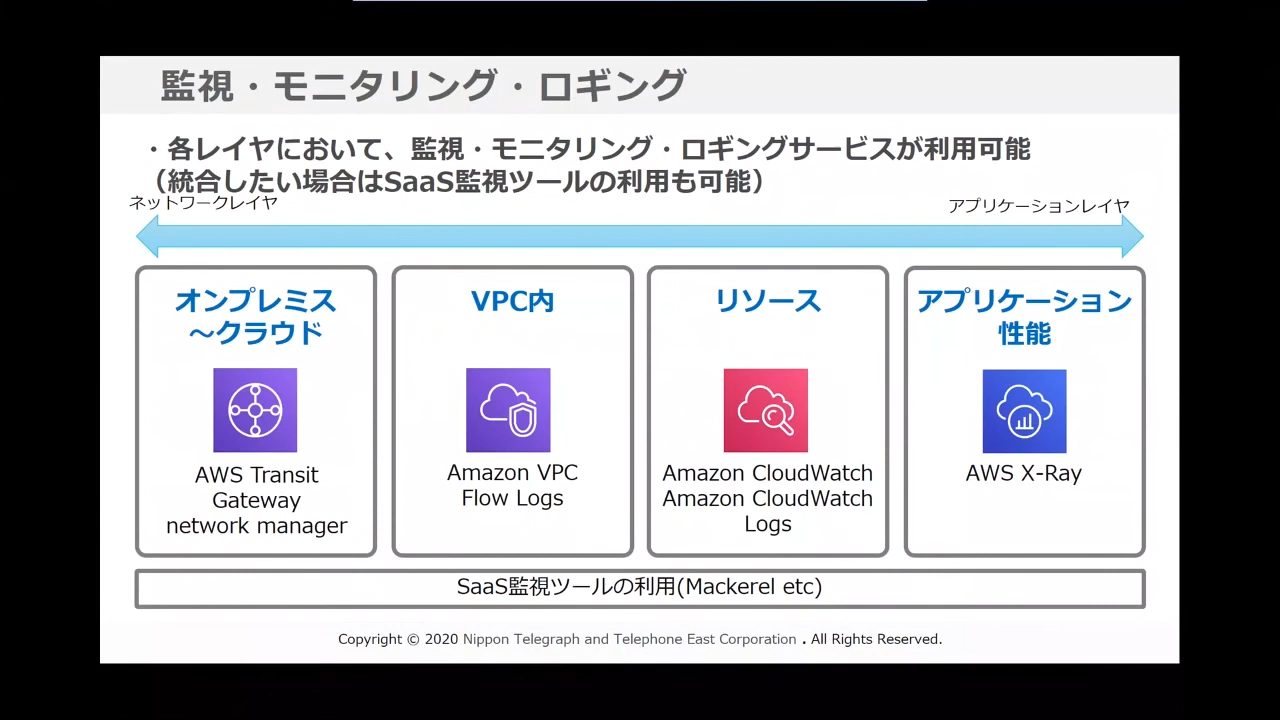 監視・モニタリング・ロギング
・各レイヤにおいて、監視・モニタリング・ロギングサービスが利用可能
（統合したい場合はSaaS監視ツールの利用も可能）
ネットワークレイヤ
アプリケーションレイヤ
オンプレミス
～クラウド
AWS Transit
Gateway
network manager
VPC内
Amazon VPC
Flow Logs
リソース
Amazon CloudWatch
Amazon CloudWatch
Logs
アプリケーション
性能
AWS X-Ray
SaaS監視ツールの利用(Mackerel etc)
Copyright © 2020 Nippon Telegraph and Telephone East Corporation . All Rights Reserved.